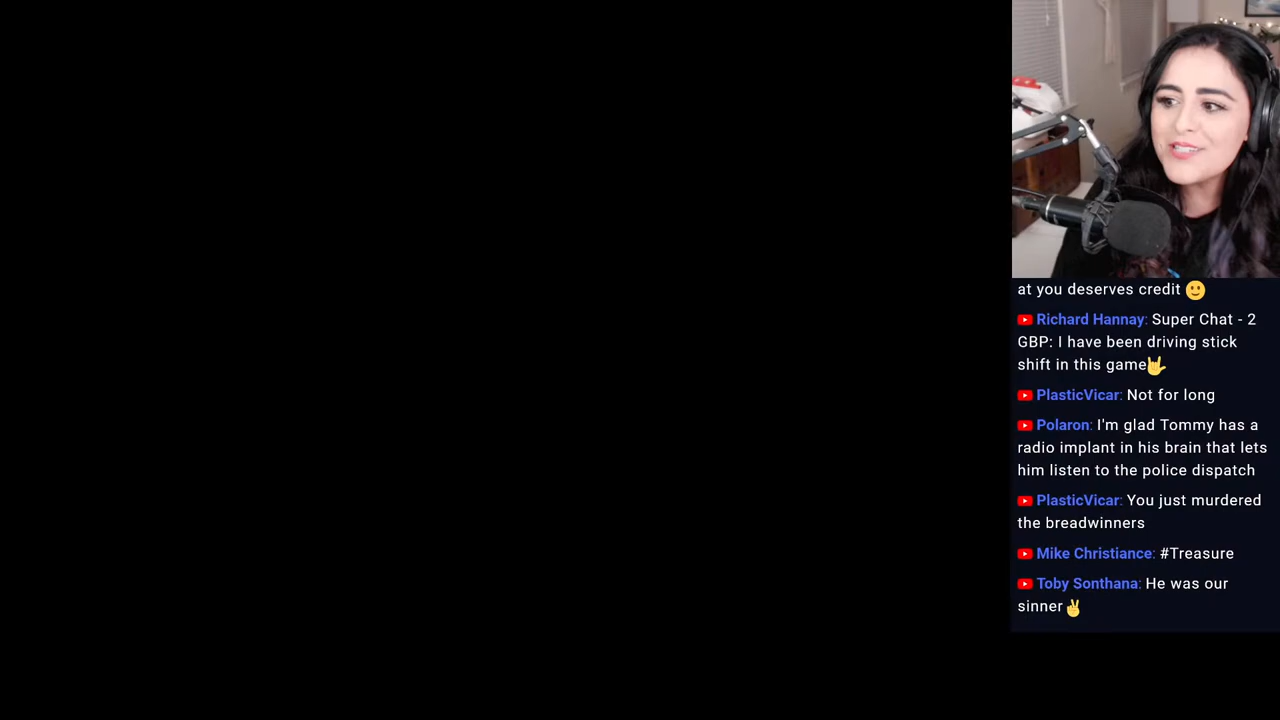 at you deserves credit 🙂
Richard Hannay: Super Chat - 2
GBP: I have been driving stick
shift in this game🤟
PlasticVicar: Not for long
Polaron: I'm glad Tommy has a
radio implant in his brain that lets
him listen to the police dispatch
PlasticVicar: You just murdered
the breadwinners
Mike Christiance: #Treasure
Toby Sonthana: He was our
sinner✌